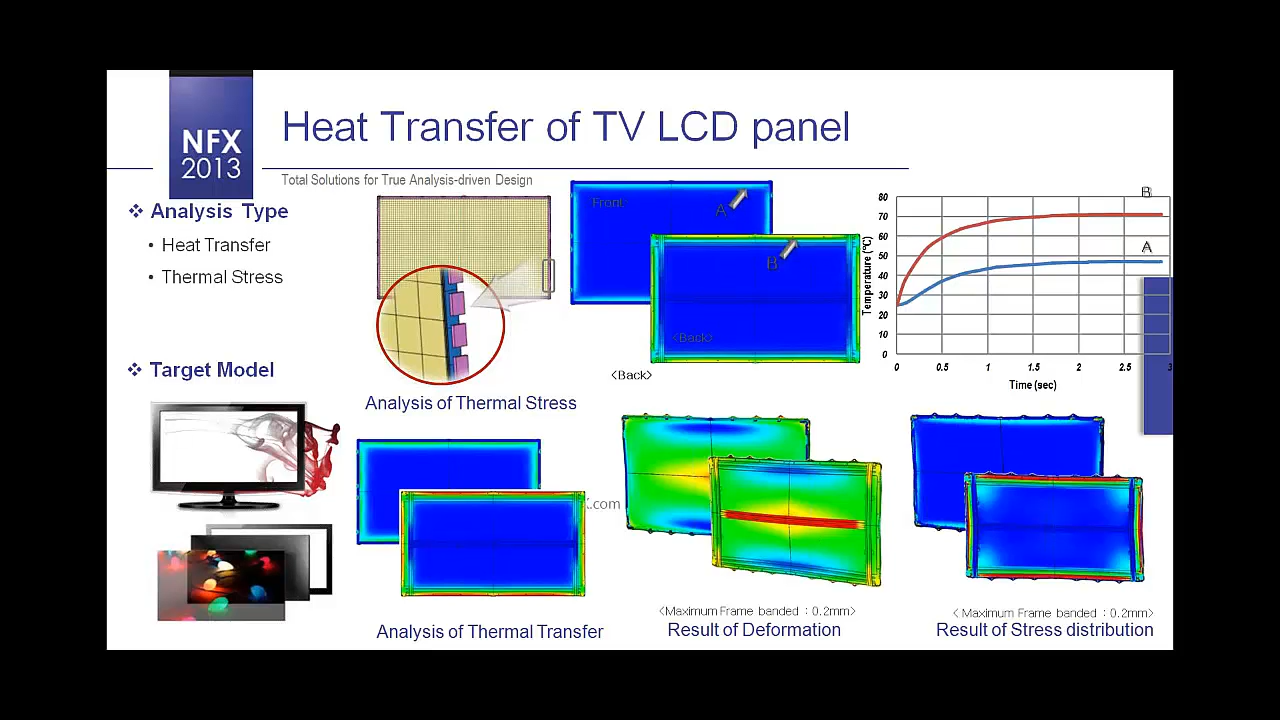 NFX
2013
Heat Transfer of TV LCD panel
Total Solutions for True Analysis-driven Design
❖ Analysis Type
• Heat Transfer
• Thermal Stress
❖ Target Model
Analysis of Thermal Stress
Front
A
B
<Back>
<Back>
B
A
80
70
60
50
40
30
20
10
0
Temperature (℃)
0 0.5 1 1.5 2 2.5 3
Time (sec)
.com
Analysis of Thermal Transfer
<Maximum Frame banded : 0.2mm>
Result of Deformation
< Maximum Frame banded : 0.2mm>
Result of Stress distribution